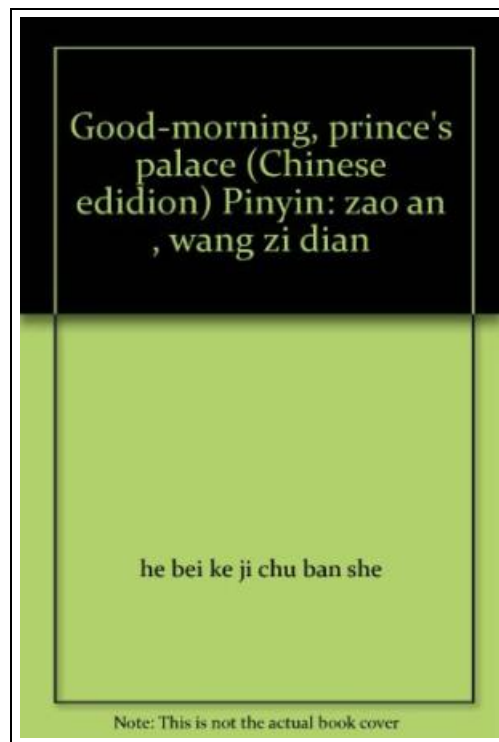 Good-morning, prince's
palace (Chinese
edidion) Pinyin: zao an
, wang zi dian
he bei ke ji chu ban she
Note: This is not the actual book cover